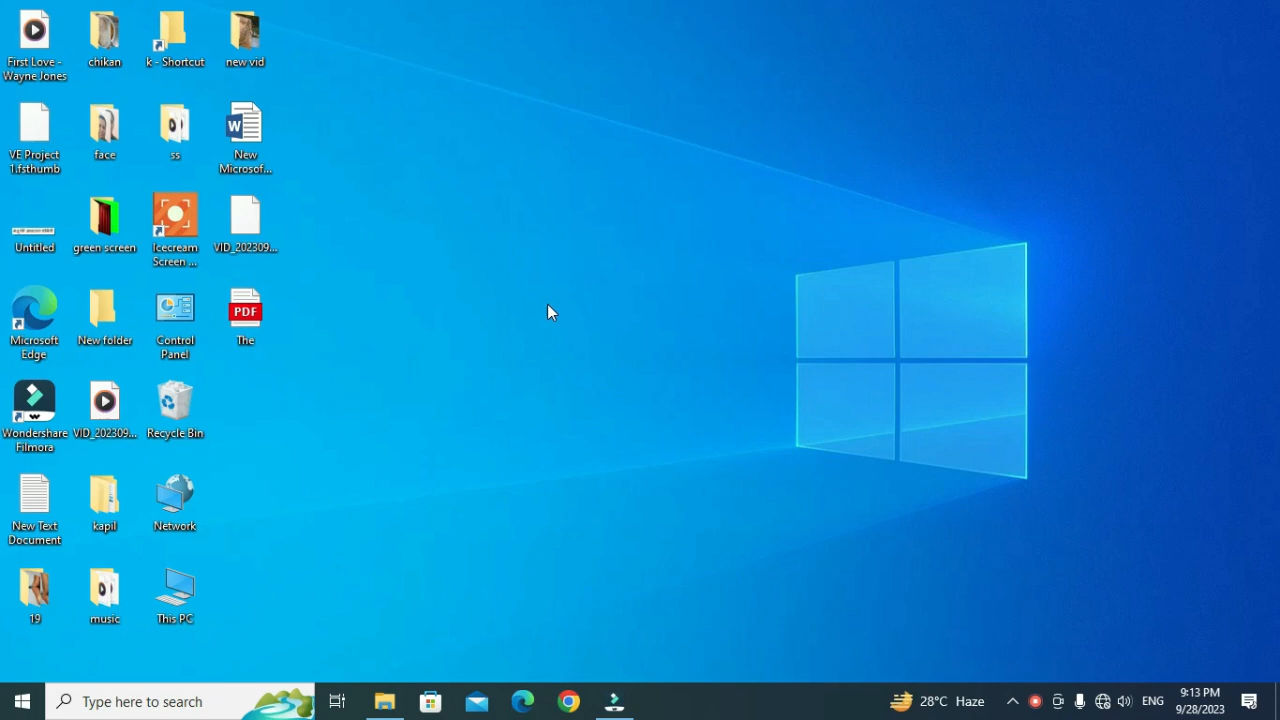 First Love -
Wayne Jones
chikan
k - Shortcut
new vid
VE Project
1.fsthumb
face
ss
W
New
Microsof...
Untitled
green screen
Icecream
Screen ...
VID_202309...
Microsoft
Edge
New folder
Control
Panel
PDF
The
Wondershare
Filmora
VID_202309...
Recycle Bin
New Text
Document
kapil
Network
19
music
This PC
Type here to search
28°C Haze
ENG
9:13 PM
9/28/2023